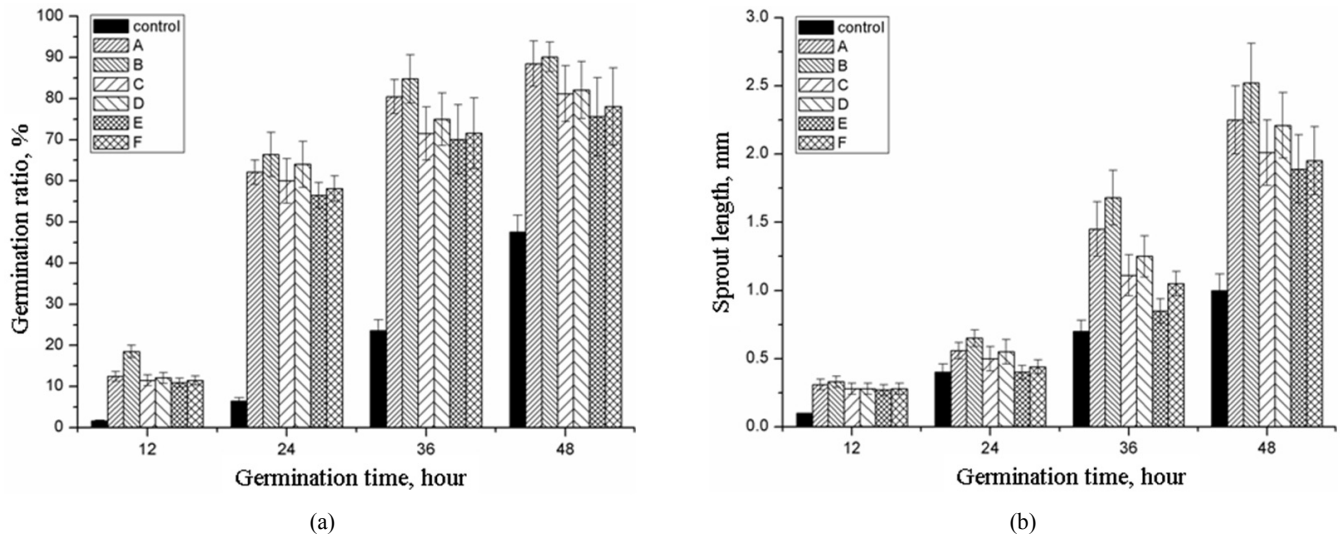 100
90
80
70
60
50
40
30
20
10
0
Germination ratio, %
control
A
B
C
D
E
F
12 24 36 48
Germination time, hour
(a)
3.0
2.5
2.0
1.5
1.0
0.5
0.0
Sprout length, mm
control
A
B
C
D
E
F
12 24 36 48
Germination time, hour
(b)